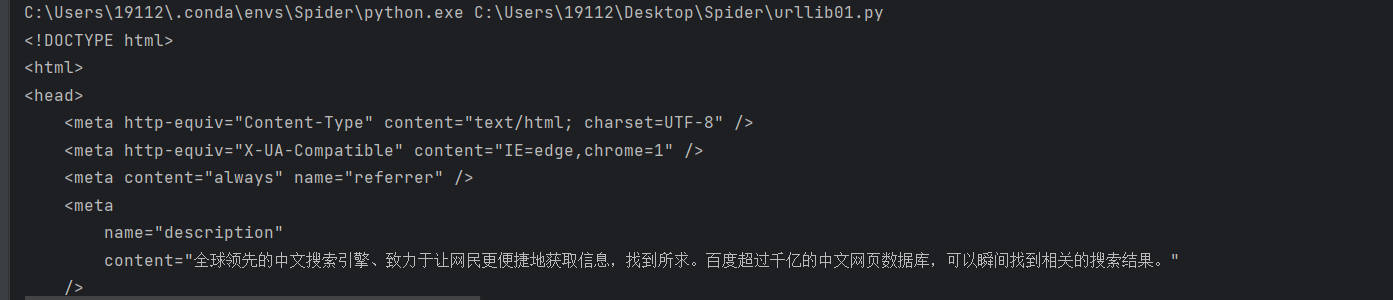 C:\Users\19112\.conda\envs\Spider\python.exe C:\Users\19112\Desktop\Spider\urllib01.py
<!DOCTYPE html>
<html>
<head>
    <meta http-equiv="Content-Type" content="text/html; charset=UTF-8" />
    <meta http-equiv="X-UA-Compatible" content="IE=edge,chrome=1" />
    <meta content="always" name="referrer" />
    <meta
        name="description"
        content="全球领先的中文搜索引擎、致力于让网民更便捷地获取信息，找到所求。百度超过千亿的中文网页数据库，可以瞬间找到相关的搜索结果。"
    />